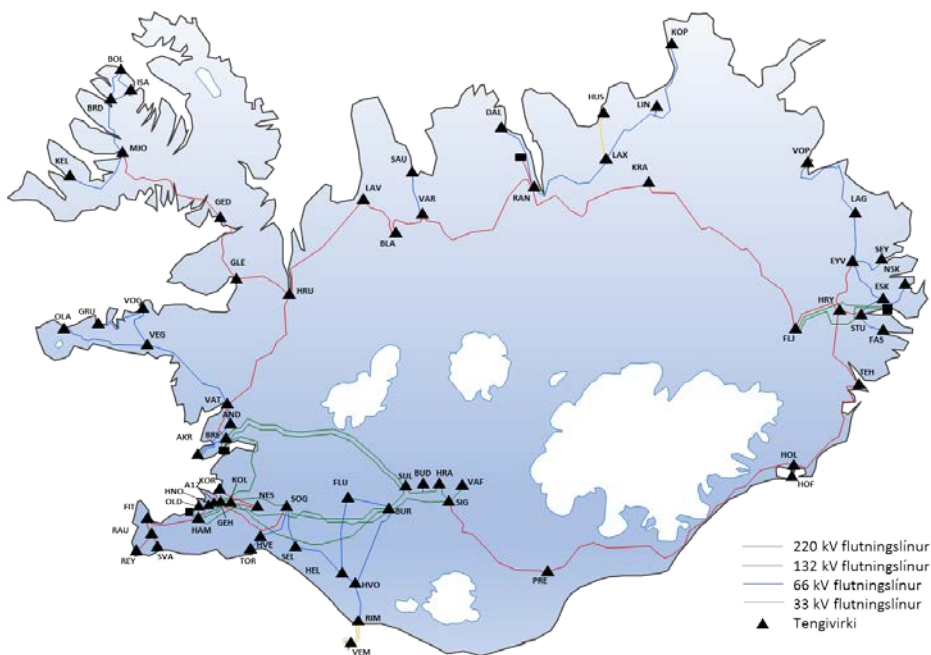 KOP
BOL
ISA
BRD
HUS
LIN
DAL
MJO
KEL
SAU
LAX
VOP
KRA
LAV
RAN
GED
VAR
LAG
BLA
GLE
EYV
SEY
NSK
HRU
ESK
VOG
GRU
OLA
HRY
STU
FLJ
FAS
VEG
TEH
VAT
AND
AKR
BRE
HOL
HOF
KOR
KOL
SUL
BUD
HRA
VAF
A12
HNO
OLD
NES
SOG
FLU
SIG
BUR
FIT
GEH
HAM
RAU
REY
SVA
TOR
HVE
SEL
HEL
HVO
PRE
RIM
VEM
220 kV flutningslínur
132 kV flutningslínur
66 kV flutningslínur
33 kV flutningslínur
Tengivirki